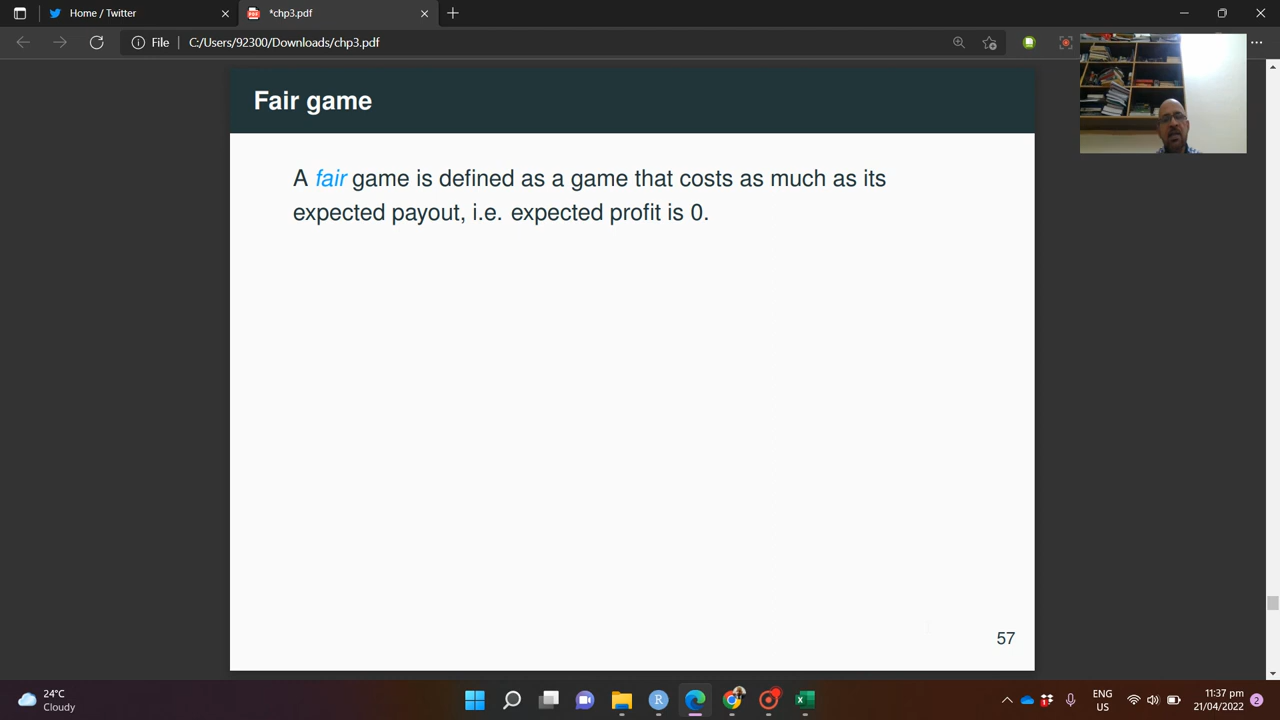 Home / Twitter
*chp3.pdf
File
C:/Users/92300/Downloads/chp3.pdf
Fair game
A fair game is defined as a game that costs as much as its
expected payout, i.e. expected profit is 0.
57
24°C
Cloudy
ENG
US
11:37 pm
21/04/2022
2